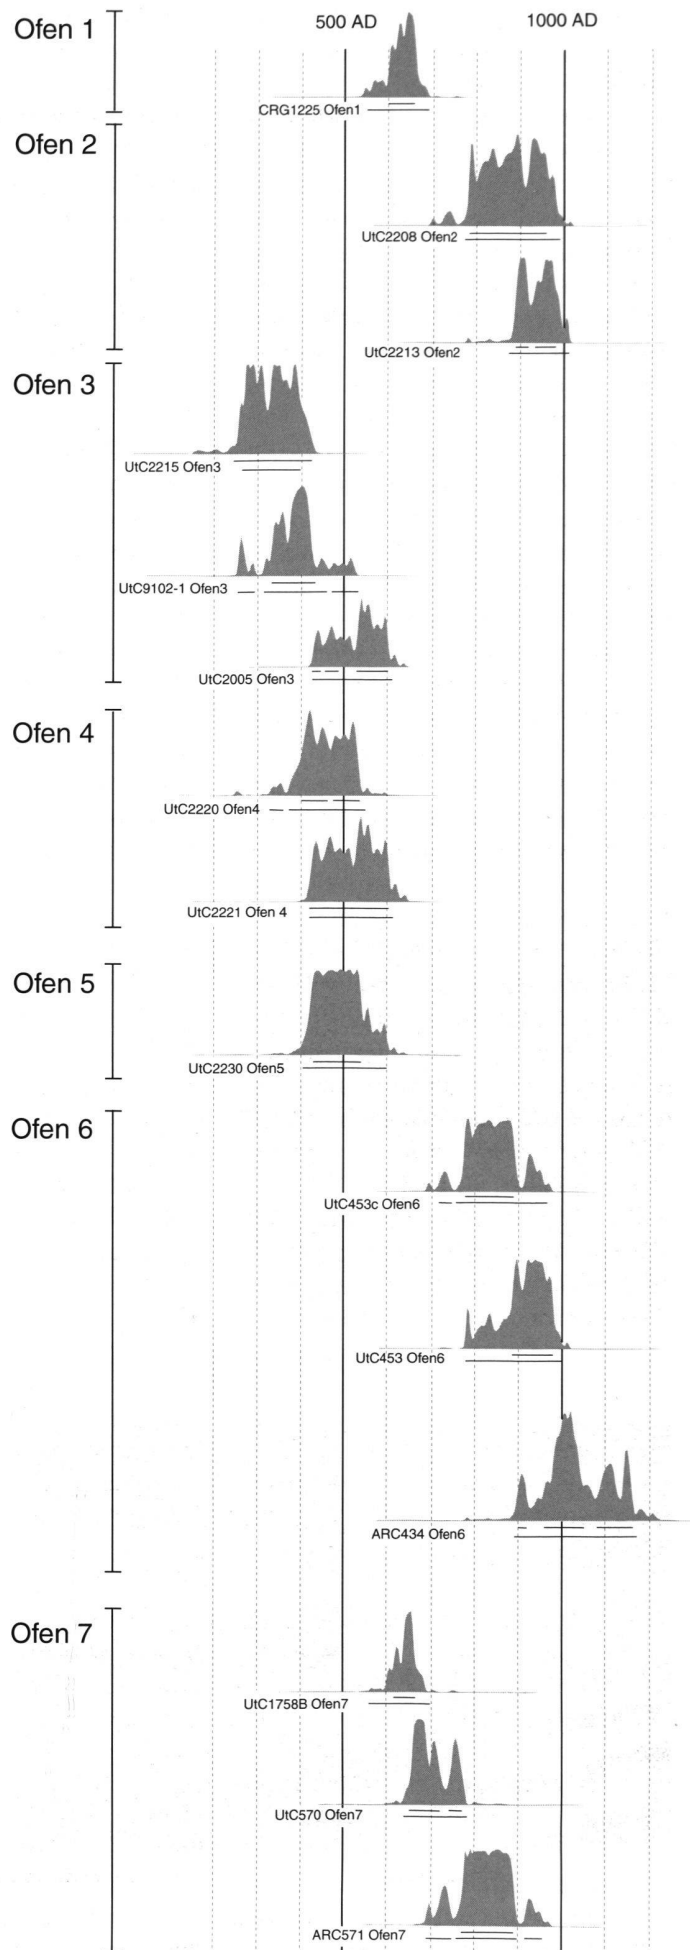 Ofen 1
500 AD
1000 AD
CRG1225 Ofen1
Ofen 2
UtC2208 Ofen2
UtC2213 Ofen2
Ofen 3
UtC2215 Ofen3
UtC9102-1 Ofen3
UtC2005 Ofen3
Ofen 4
UtC2220 Ofen4
UtC2221 Ofen 4
Ofen 5
UtC2230 Ofen5
Ofen 6
UtC453c Ofen6
UtC453 Ofen6
ARC434 Ofen6
Ofen 7
UtC1758B Ofen7
UtC570 Ofen7
ARC571 Ofen7